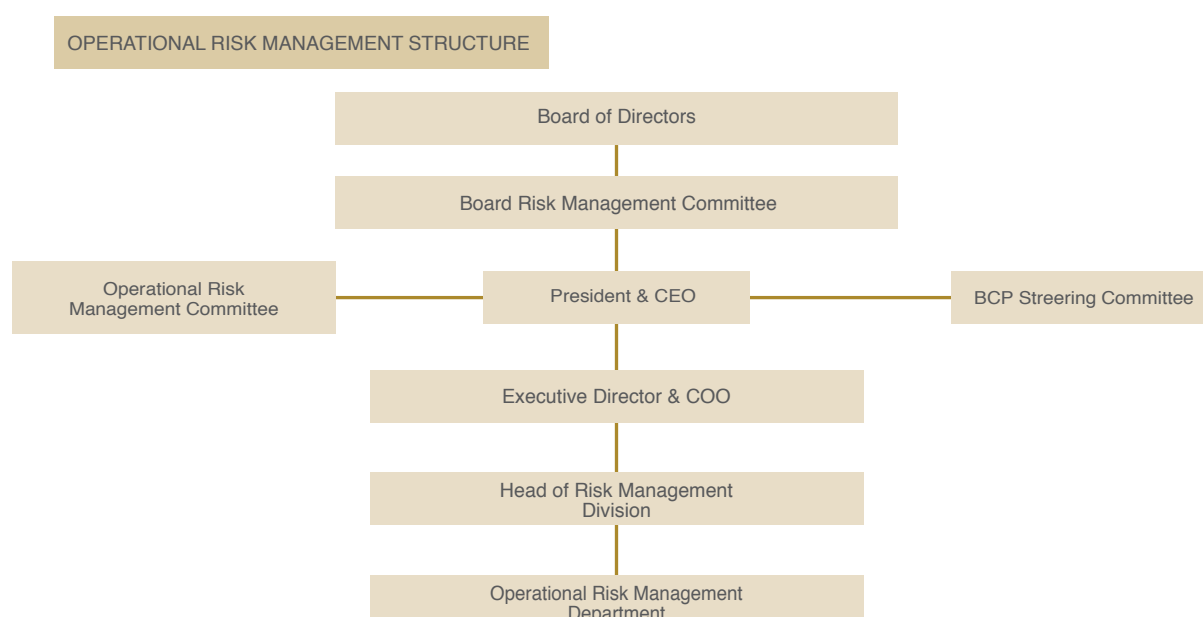 OPERATIONAL RISK MANAGEMENT STRUCTURE
Board of Directors
Board Risk Management Committee
Operational Risk
Management Committee
President & CEO
BCP Streering Committee
Executive Director & COO
Head of Risk Management
Division
Operational Risk Management
Department